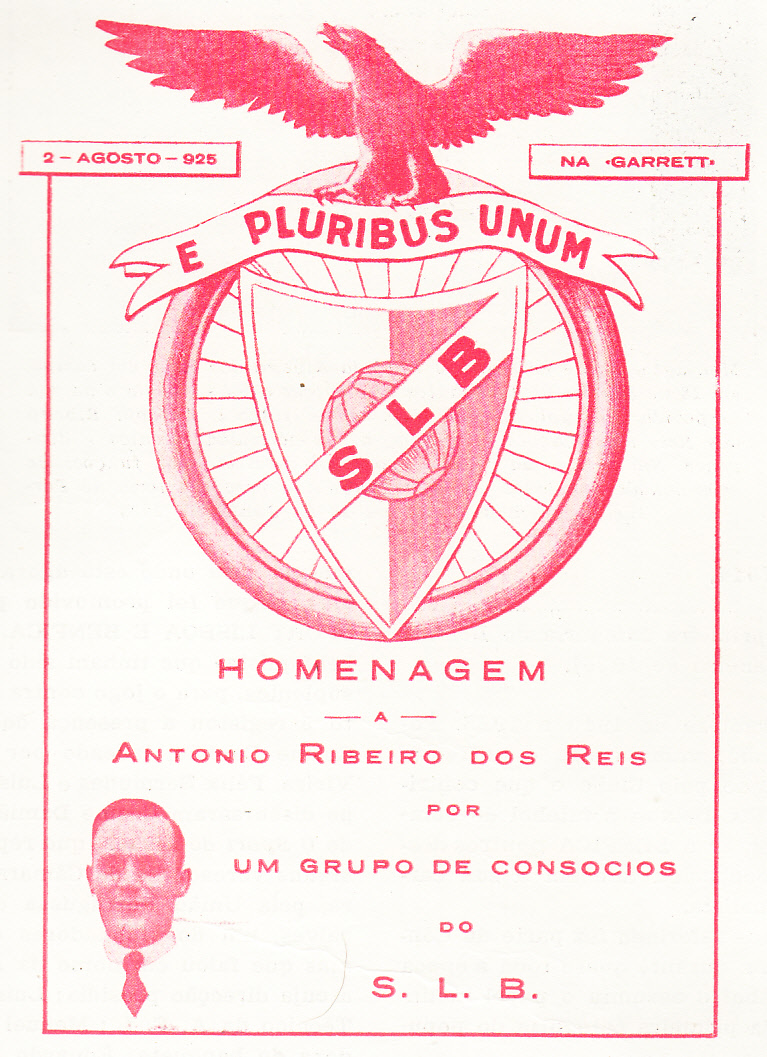 2 – AGOSTO – 925
NA «GARRETT»
E PLURIBUS UNUM
SLB
HOMENAGEM
— A —
ANTONIO RIBEIRO DOS REIS
POR
UM GRUPO DE CONSOCIOS
DO
S. L. B.